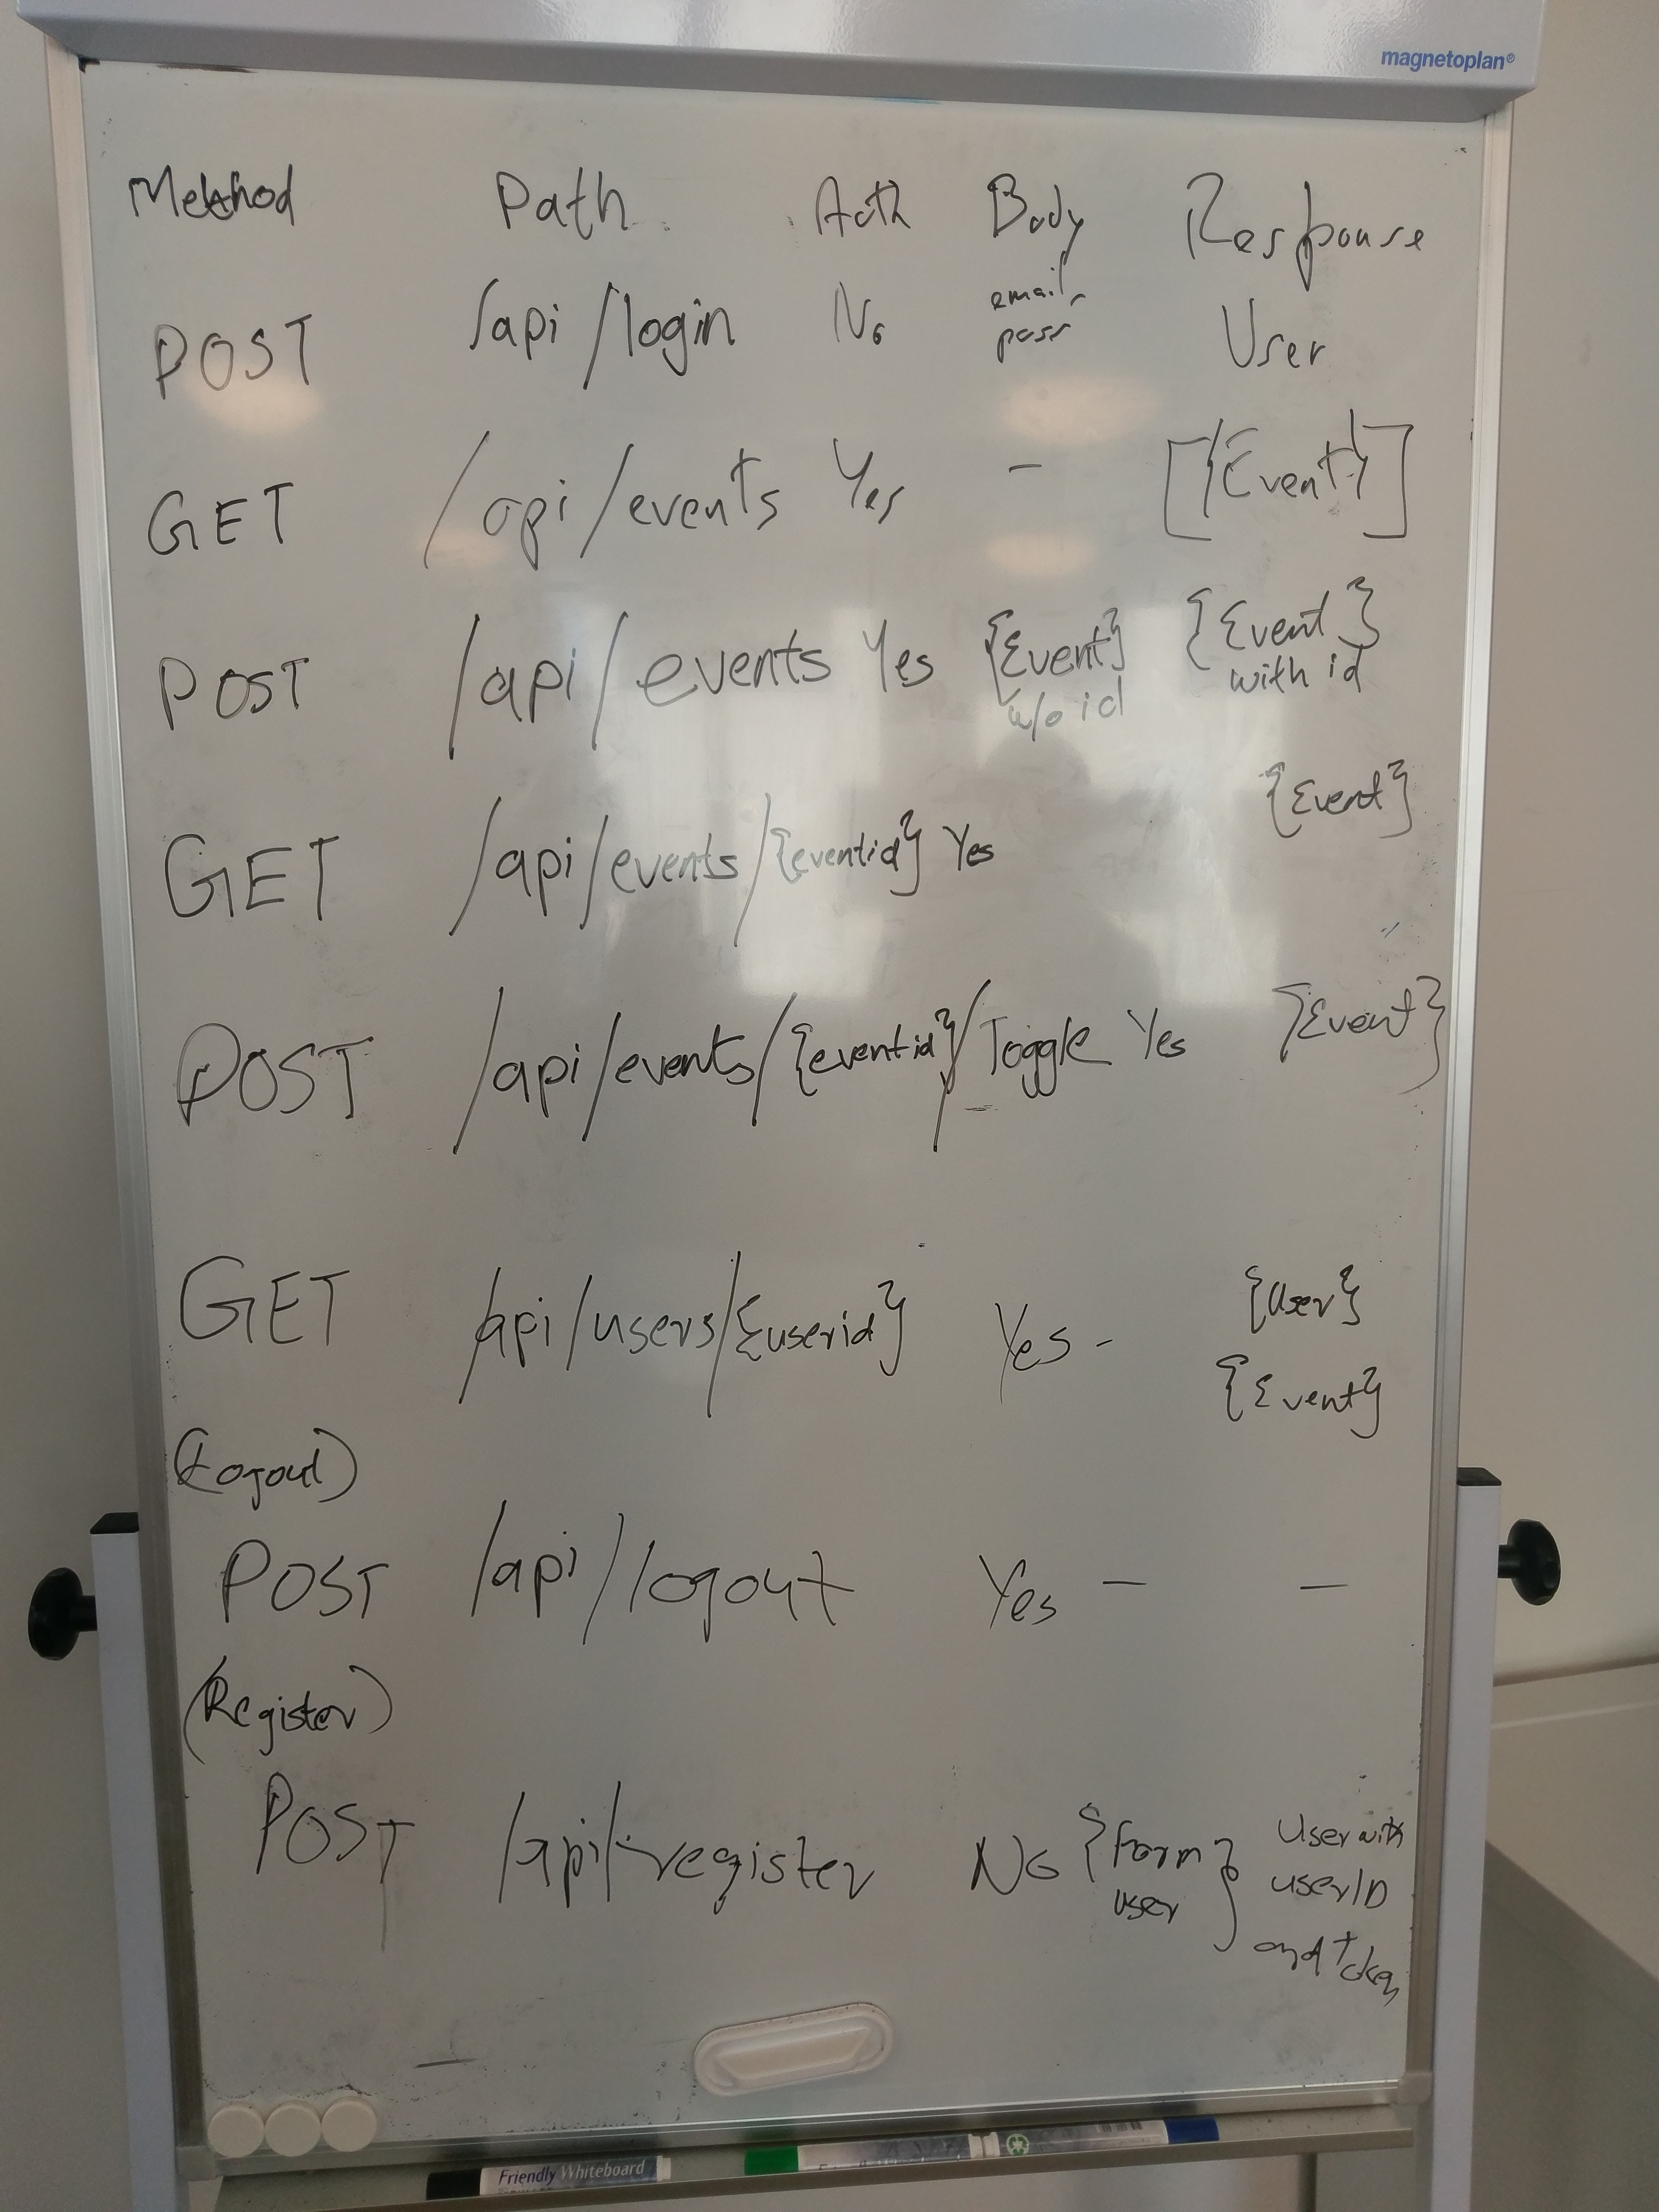 magnetoplan®
Method Path Auth Body Response
POST /api/login No email, pass User
GET /api/events Yes - [{Event}]
POST /api/events Yes {Event} w/o id {Event} with id
GET /api/events/{eventid} Yes {Event}
POST /api/events/{eventid}/Toggle Yes {Event}
GET /api/users/{userid} Yes - {User}
{Event}
(Logout)
POST /api/logout Yes - -
(Register)
POST /api/register No {Form user} User with userID and token
Friendly Whiteboard